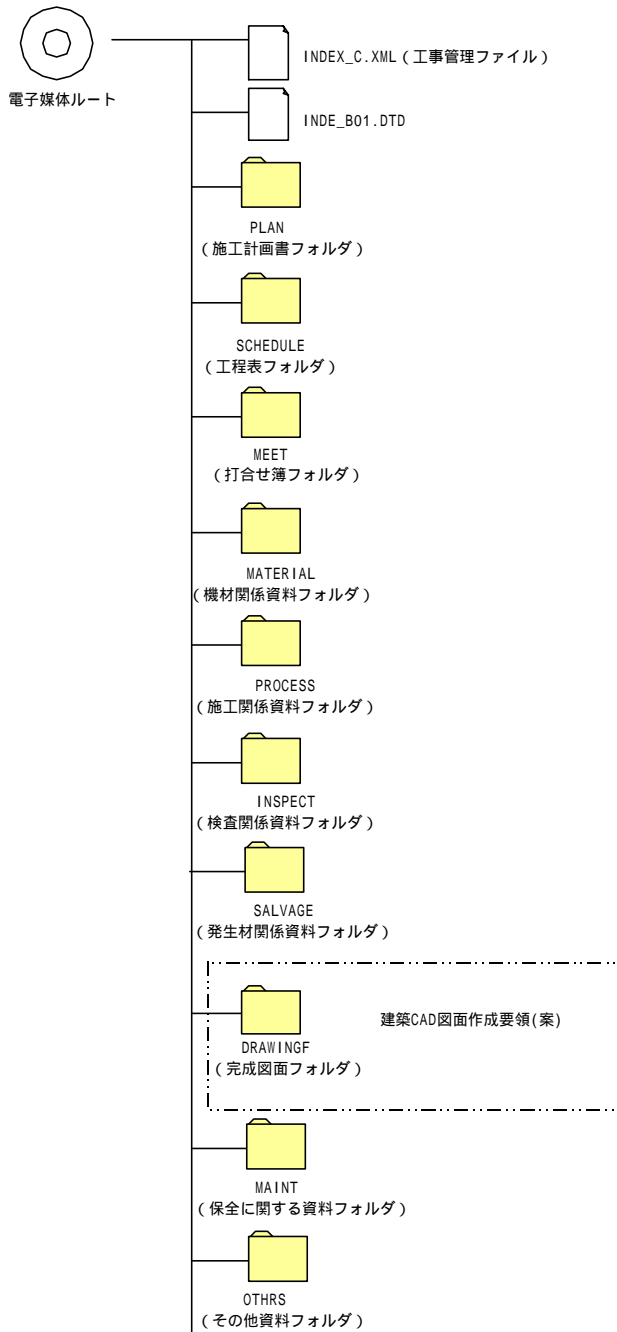 電子媒体ルート
INDEX_C.XML(工事管理ファイル)
INDE_B01.DTD
PLAN
(施工計画書フォルダ)
SCHEDULE
(工程表フォルダ)
MEET
(打合せ簿フォルダ)
MATERIAL
(機材関係資料フォルダ)
PROCESS
(施工関係資料フォルダ)
INSPECT
(検査関係資料フォルダ)
SALVAGE
(発生材関係資料フォルダ)
建築CAD図面作成要領(案)
DRAWINGF
(完成図面フォルダ)
MAINT
(保全に関する資料フォルダ)
OTHRS
(その他資料フォルダ)